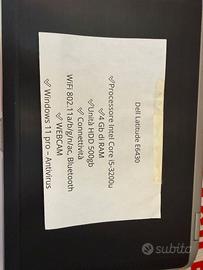 Dell Latitude E6430
✅Processore Intel Core i5-3200u
✅4 Gb di RAM
✅Unità HDD 500gb
✅ Connettività
WiFi 802.11a/b/g/n/ac, Bluetooth
✅ WEBCAM
✅ Windows 11 pro – Antivirus
subito